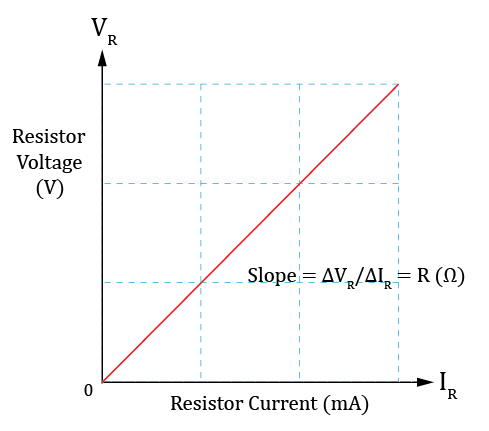 V_R
Resistor
Voltage
(V)
Slope = ΔV_R/ΔI_R = R (Ω)
0
I_R
Resistor Current (mA)